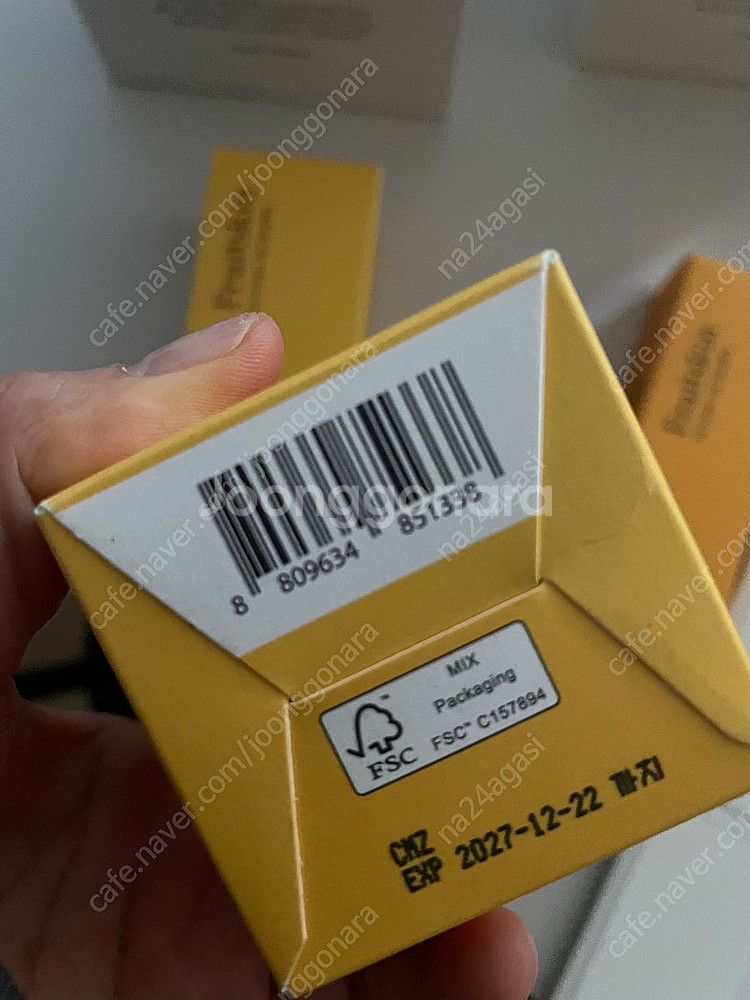 8 809634 851338
MIX
Packaging
FSC™ C157894
FSC
CMZ
EXP 2027-12-22 까지
Joonggonara
cafe.naver.com/joonggonara
na24agasi